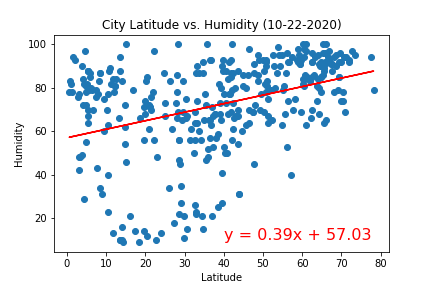 City Latitude vs. Humidity (10-22-2020)
100
80
60
40
20
Humidity
y = 0.39x + 57.03
0 10 20 30 40 50 60 70 80
Latitude